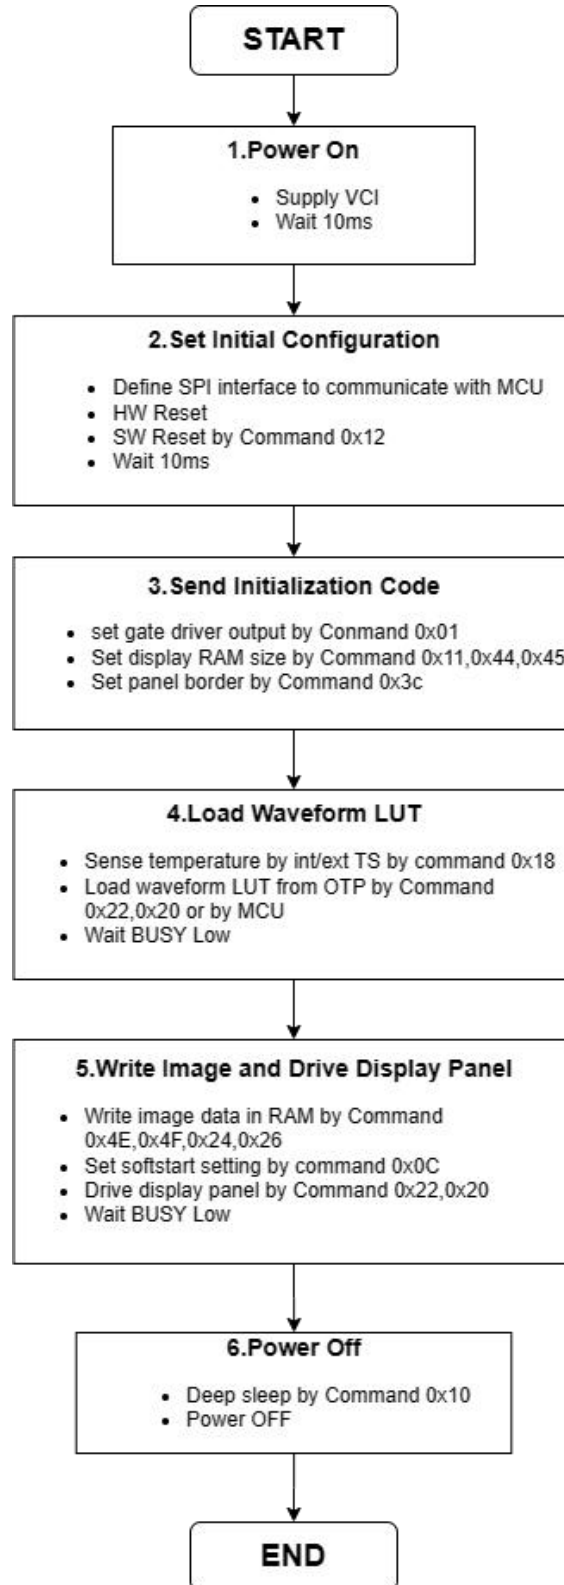 START
1.Power On
• Supply VCI
• Wait 10ms
2.Set Initial Configuration
• Define SPI interface to communicate with MCU
• HW Reset
• SW Reset by Command 0x12
• Wait 10ms
3.Send Initialization Code
• set gate driver output by Conmand 0x01
• Set display RAM size by Command 0x11,0x44,0x45
• Set panel border by Command 0x3c
4.Load Waveform LUT
• Sense temperature by int/ext TS by command 0x18
• Load waveform LUT from OTP by Command
0x22,0x20 or by MCU
• Wait BUSY Low
5.Write Image and Drive Display Panel
• Write image data in RAM by Command
0x4E,0x4F,0x24,0x26
• Set softstart setting by command 0x0C
• Drive display panel by Command 0x22,0x20
• Wait BUSY Low
6.Power Off
• Deep sleep by Command 0x10
• Power OFF
END